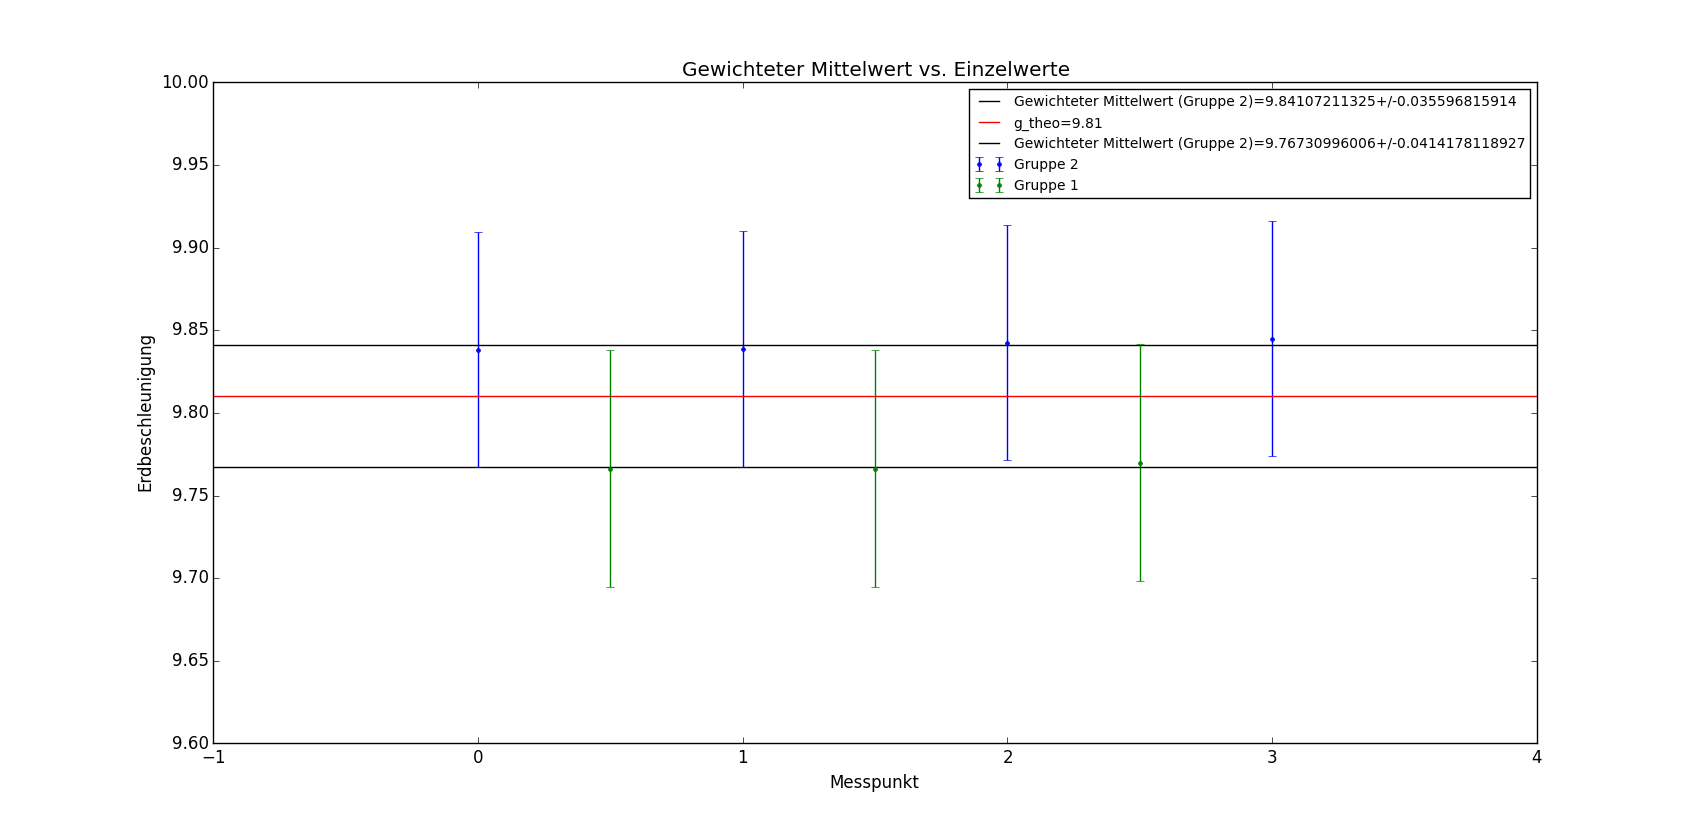 Gewichteter Mittelwert vs. Einzelwerte
10.00
9.95
9.90
9.85
9.80
9.75
9.70
9.65
9.60
Erdbeschleunigung
Gewichteter Mittelwert (Gruppe 2)=9.84107211325+/-0.035596815914
g_theo=9.81
Gewichteter Mittelwert (Gruppe 2)=9.76730996006+/-0.0414178118927
Gruppe 2
Gruppe 1
−1 0 1 2 3 4
Messpunkt